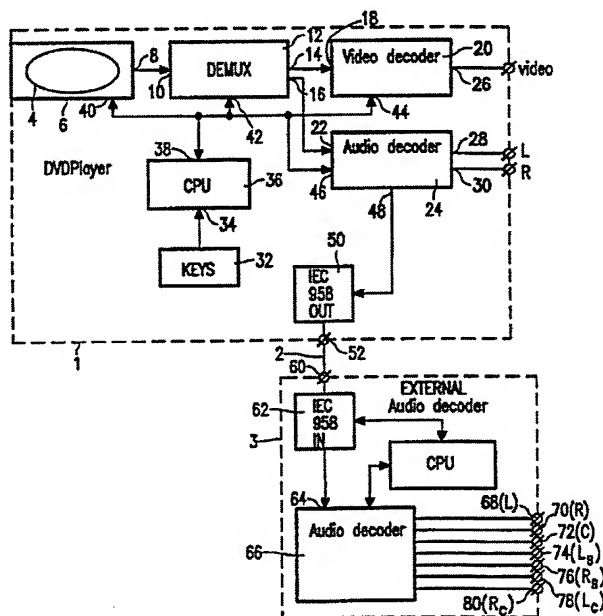 12
18
8
14
20
DEMUX
Video decoder
video
10
16
26
4
6
40
42
44
22
28
38
Audio decoder
L
DVDPlayer
CPU
36
46
30
R
34
48
24
KEYS
32
50
IEC
958
OUT
1
2
52
60
62
IEC
958
IN
EXTERNAL
Audio decoder
3
CPU
64
68(L)
70(R)
Audio decoder
72(C)
74(Ls)
66
76(Rs)
78(Lc)
80(Rc)